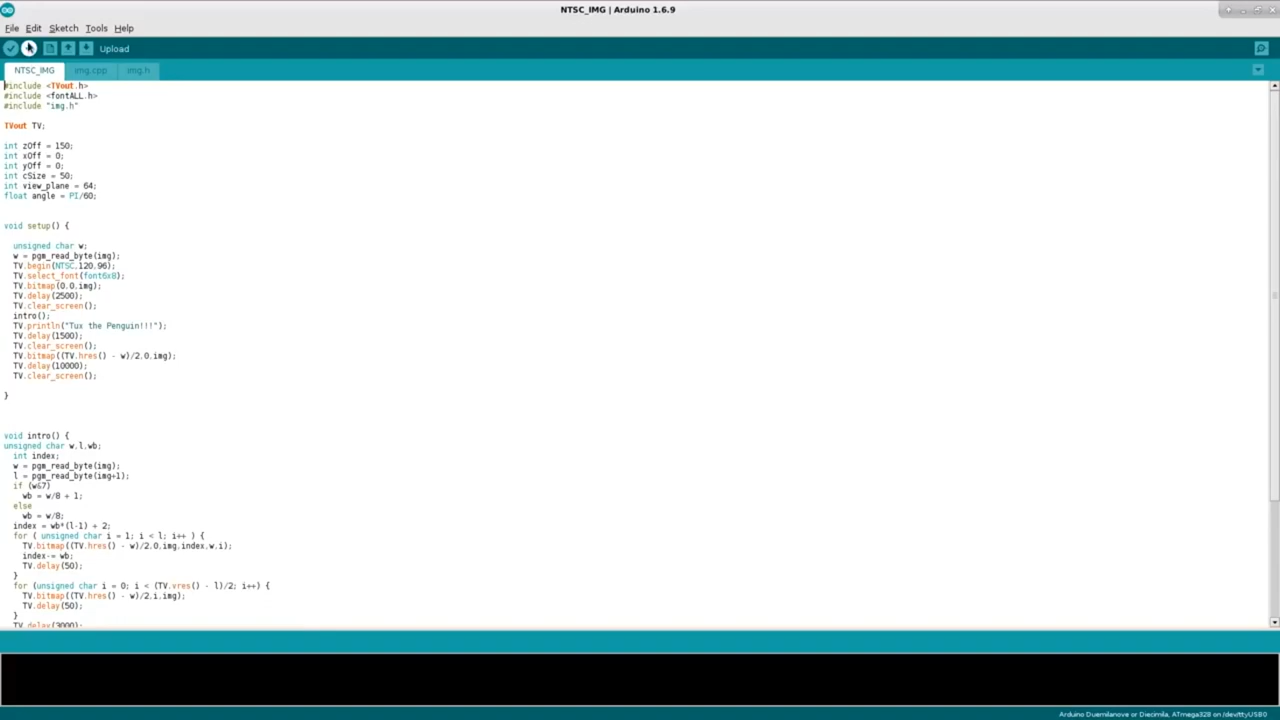 NTSC_IMG | Arduino 1.6.9
File Edit Sketch Tools Help
Upload
NTSC_IMG img.cpp img.h
#include <TVout.h>
#include <fontALL.h>
#include "img.h"
TVout TV;
int zOff = 150;
int xOff = 0;
int yOff = 0;
int cSize = 50;
int view_plane = 64;
float angle = PI/60;
void setup() {
unsigned char w;
w = pgm_read_byte(img);
TV.begin(NTSC,120,96);
TV.select_font(font6x8);
TV.bitmap(0,0,img);
TV.delay(2500);
TV.clear_screen();
intro();
TV.println("Tux the Penguin!!!");
TV.delay(1500);
TV.clear_screen();
TV.bitmap((TV.hres() - w)/2,0,img);
TV.delay(10000);
TV.clear_screen();
}
void intro() {
unsigned char w,l,wb;
int index;
w = pgm_read_byte(img);
l = pgm_read_byte(img+1);
if (w&7)
wb = w/8 + 1;
else
wb = w/8;
index = wb*(l-1) + 2;
for ( unsigned char i = 1; i < l; i++ ) {
TV.bitmap((TV.hres() - w)/2,0,img,index,w,i);
index-= wb;
TV.delay(50);
}
for (unsigned char i = 0; i < (TV.vres() - l)/2; i++) {
TV.bitmap((TV.hres() - w)/2,i,img);
TV.delay(50);
}
TV.delay(3000);
Arduino Duemilanove or Diecimila, ATmega328 on /dev/ttyUSB0